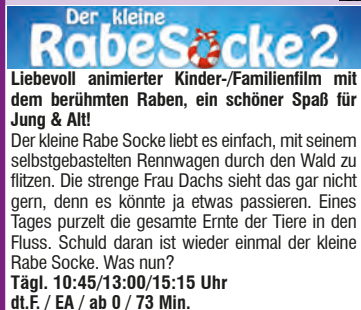 Der kleine
Rabe Socke 2
Liebevoll animierter Kinder-/Familienfilm mit
dem berühmten Raben, ein schöner Spaß für
Jung & Alt!
Der kleine Rabe Socke liebt es einfach, mit seinem
selbstgebastelten Rennwagen durch den Wald zu
flitzen. Die strenge Frau Dachs sieht das gar nicht
gern, denn es könnte ja etwas passieren. Eines
Tages purzelt die gesamte Ernte der Tiere in den
Fluss. Schuld daran ist wieder einmal der kleine
Rabe Socke. Was nun?
Tägl. 10:45/13:00/15:15 Uhr
dt.F. / EA / ab 0 / 73 Min.